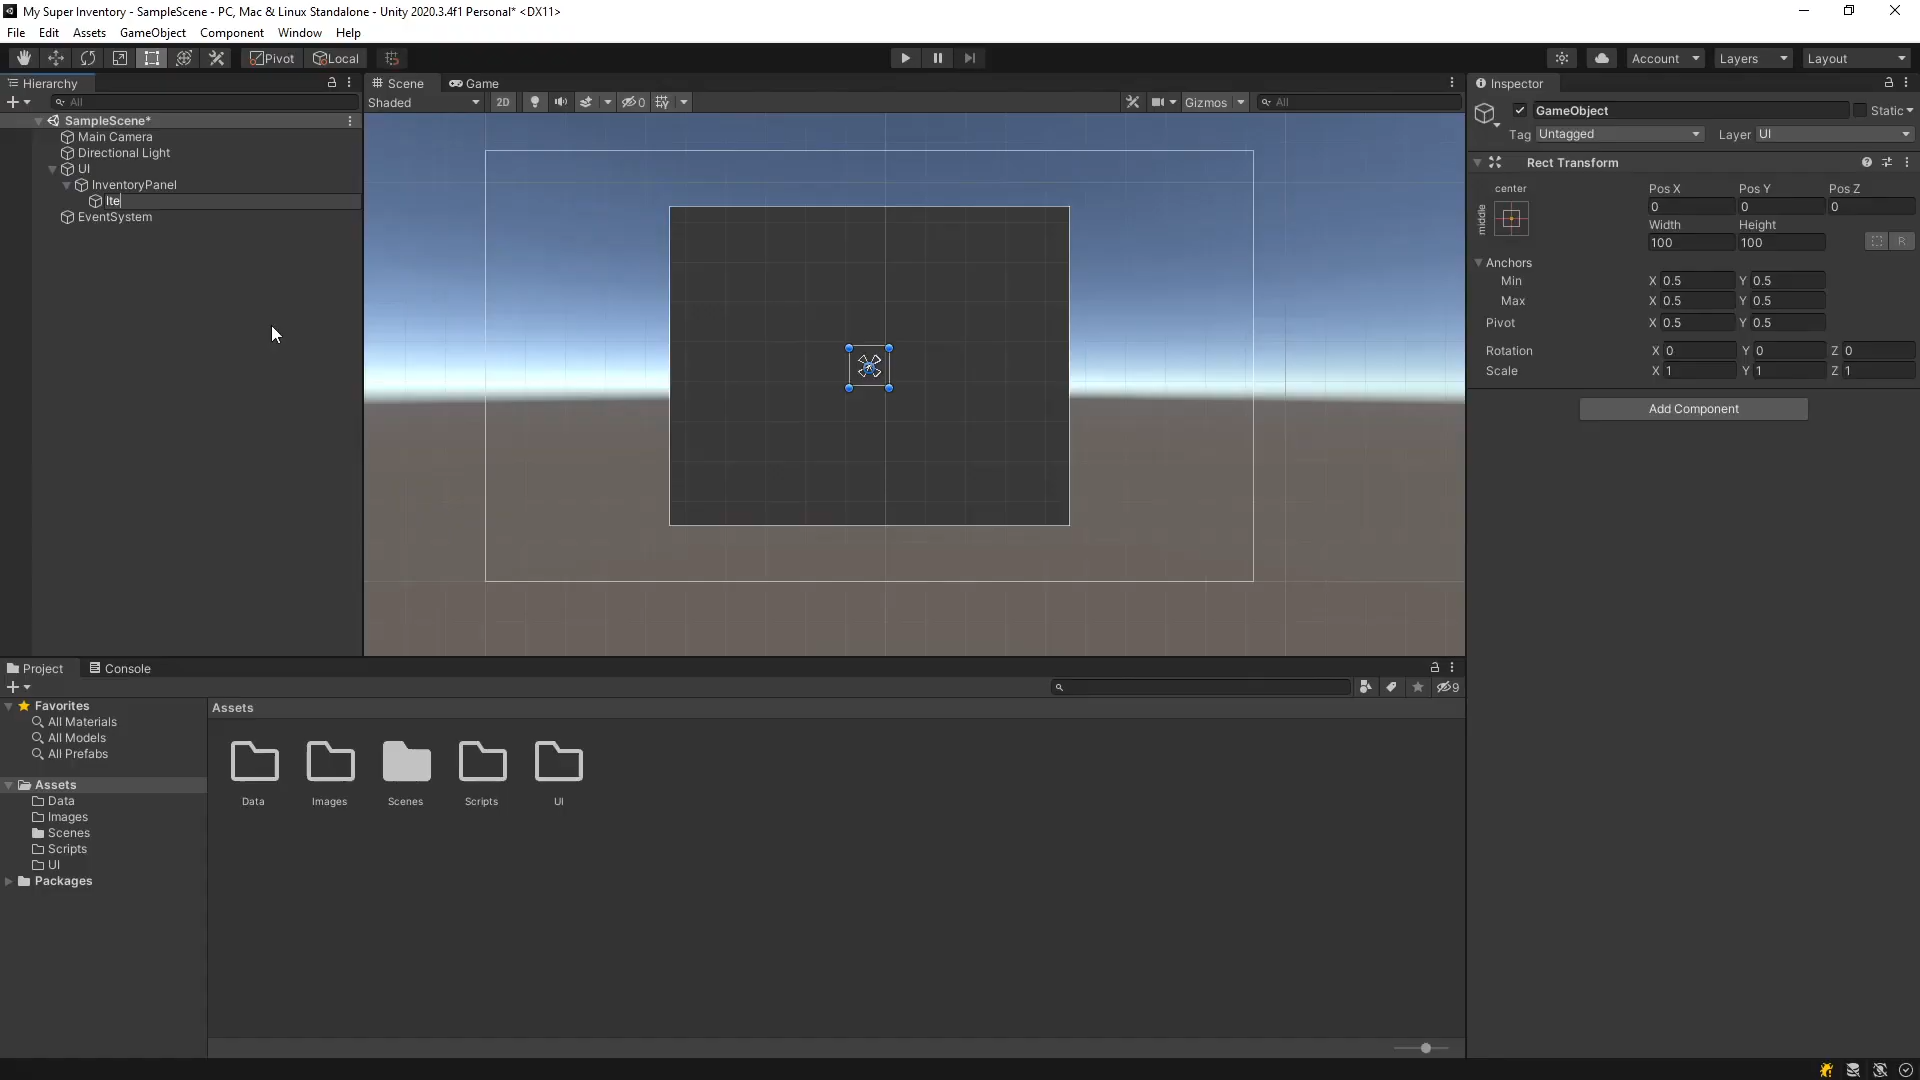 My Super Inventory - SampleScene - PC, Mac & Linux Standalone - Unity 2020.3.4f1 Personal* <DX11>
File Edit Assets GameObject Component Window Help
Pivot Local
Account Layers Layout
Hierarchy
All
SampleScene*
Main Camera
Directional Light
UI
InventoryPanel
Ite
EventSystem
Scene Game
Shaded 2D 0 Gizmos All
Inspector
GameObject Static
Tag Untagged Layer UI
Rect Transform
center
middle
Pos X Pos Y Pos Z
0 0 0
Width Height
100 100 R
Anchors
Min X 0.5 Y 0.5
Max X 0.5 Y 0.5
Pivot X 0.5 Y 0.5
Rotation X 0 Y 0 Z 0
Scale X 1 Y 1 Z 1
Add Component
Project Console
9
Favorites
All Materials
All Models
All Prefabs
Assets
Data
Images
Scenes
Scripts
UI
Packages
Assets
Data Images Scenes Scripts UI